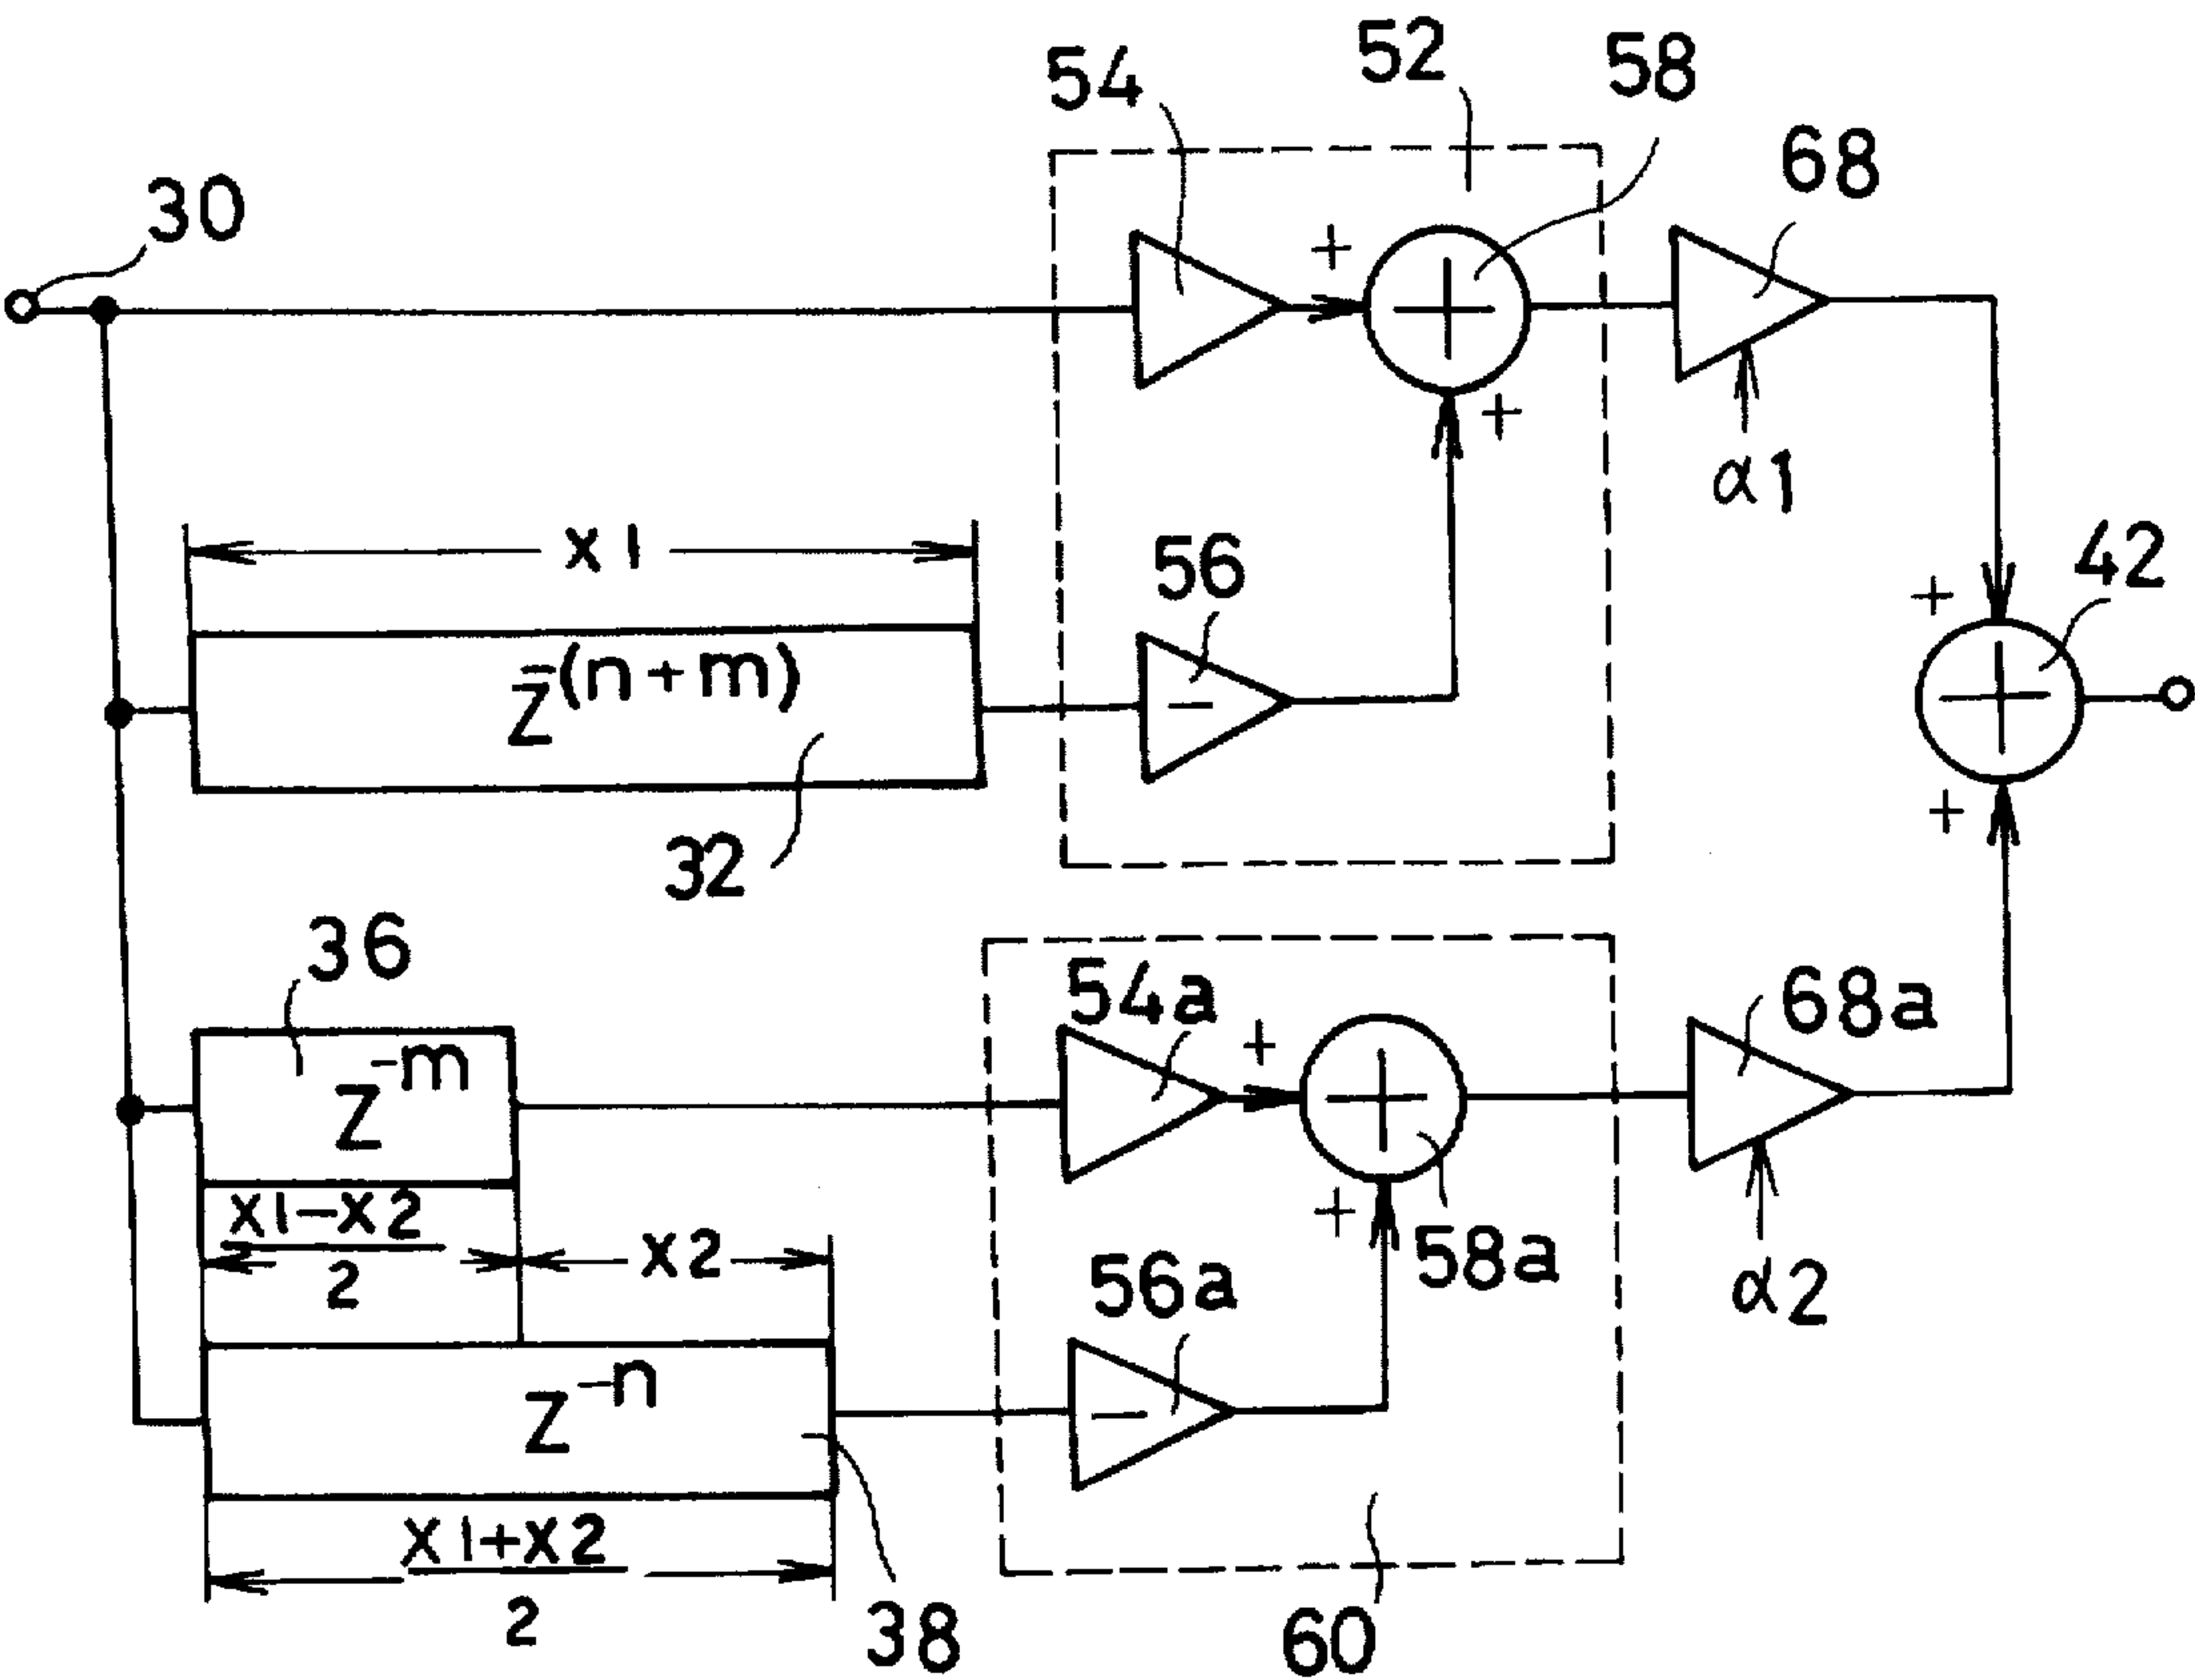 52
58
54
68
30
+
+
α1
x1
56
42
+
Z^-(n+m)
-
+
32
36
54a
68a
+
Z^-m
x1-x2
2
x2
+
58a
56a
α2
Z^-n
-
38
x1+x2
2
60